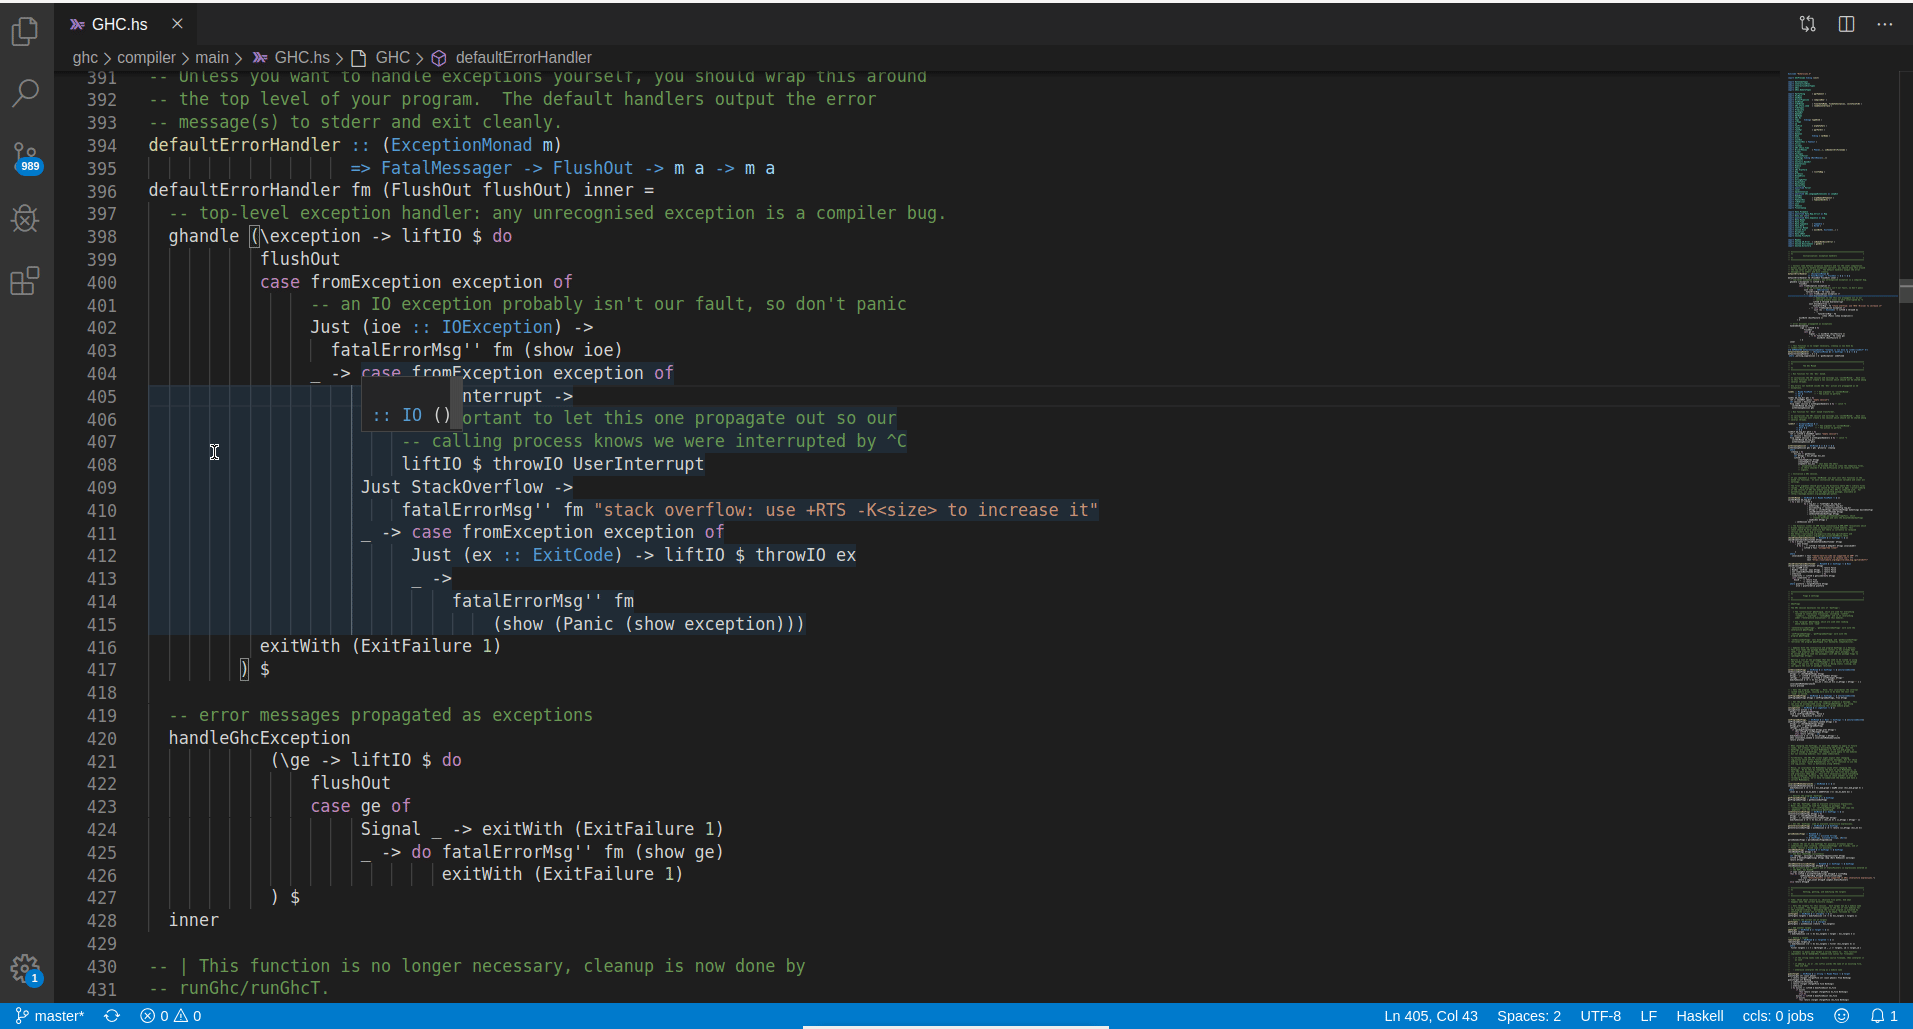 GHC.hs
ghc > compiler > main > GHC.hs > GHC > defaultErrorHandler
391 -- Unless you want to handle exceptions yourself, you should wrap this around
392 -- the top level of your program.  The default handlers output the error
393 -- message(s) to stderr and exit cleanly.
394 defaultErrorHandler :: (ExceptionMonad m)
395                     => FatalMessager -> FlushOut -> m a -> m a
396 defaultErrorHandler fm (FlushOut flushOut) inner =
397   -- top-level exception handler: any unrecognised exception is a compiler bug.
398   ghandle (\exception -> liftIO $ do
399            flushOut
400            case fromException exception of
401                 -- an IO exception probably isn't our fault, so don't panic
402                 Just (ioe :: IOException) ->
403                   fatalErrorMsg'' fm (show ioe)
404                 _ -> case fromException exception of
405 nterrupt ->
:: IO ()
406 ortant to let this one propagate out so our
407                          -- calling process knows we were interrupted by ^C
408                          liftIO $ throwIO UserInterrupt
409                      Just StackOverflow ->
410                          fatalErrorMsg'' fm "stack overflow: use +RTS -K<size> to increase it"
411                      _ -> case fromException exception of
412                           Just (ex :: ExitCode) -> liftIO $ throwIO ex
413                           _ ->
414                               fatalErrorMsg'' fm
415                                   (show (Panic (show exception)))
416            exitWith (ExitFailure 1)
417          ) $
418
419   -- error messages propagated as exceptions
420   handleGhcException
421             (\ge -> liftIO $ do
422                 flushOut
423                 case ge of
424                      Signal _ -> exitWith (ExitFailure 1)
425                      _ -> do fatalErrorMsg'' fm (show ge)
426                              exitWith (ExitFailure 1)
427             ) $
428   inner
429
430 -- | This function is no longer necessary, cleanup is now done by
431 -- runGhc/runGhcT.
989
1
master* 0 0 Ln 405, Col 43 Spaces: 2 UTF-8 LF Haskell ccls: 0 jobs 1